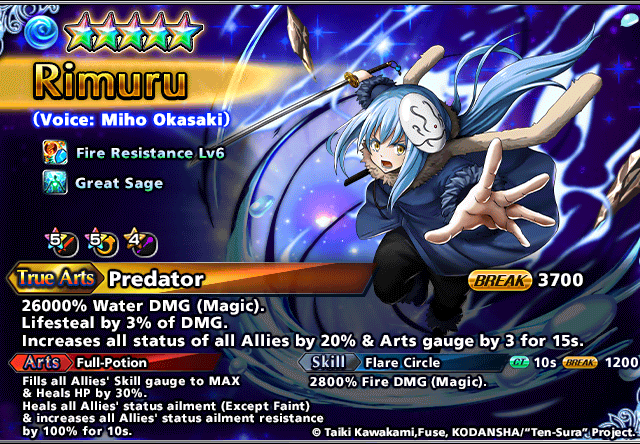 Rimuru
(Voice: Miho Okasaki)
Fire Resistance Lv6
Great Sage
5 5 4
True Arts Predator BREAK 3700
26000% Water DMG (Magic).
Lifesteal by 3% of DMG.
Increases all status of all Allies by 20% & Arts gauge by 3 for 15s.
Arts Full-Potion
Fills all Allies' Skill gauge to MAX
& Heals HP by 30%.
Heals all Allies' status ailment (Except Faint)
& increases all Allies' status ailment resistance
by 100% for 10s.
Skill Flare Circle CT 10s BREAK 1200
2800% Fire DMG (Magic).
© Taiki Kawakami,Fuse, KODANSHA/"Ten-Sura" Project.